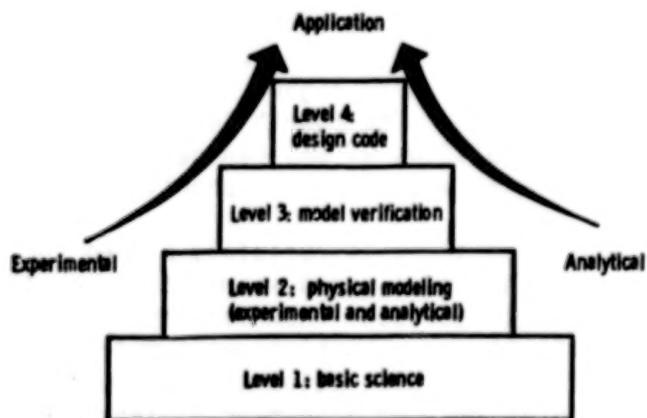 Application
Level 4:
design code
Level 3: model verification
Experimental
Analytical
Level 2: physical modeling
(experimental and analytical)
Level 1: basic science